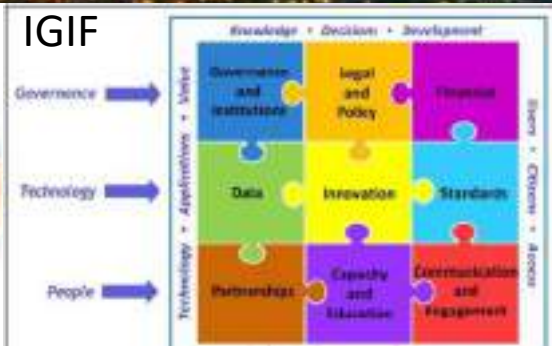 IGIF
Knowledge • Decisions • Development
Governance
Technology
People
Technology • Applications • Value
Governance
and
Institutions
Legal
and
Policy
Financial
Data
Innovation
Standards
Partnerships
Capacity
and
Education
Communication
and
Engagement
Users • Citizens • Access